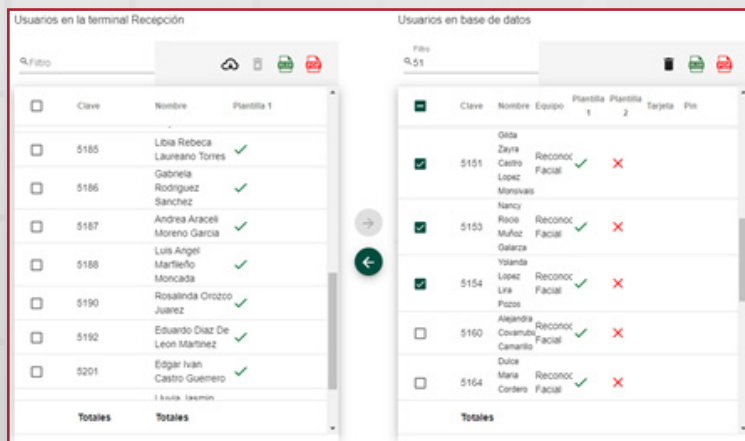 Usuarios en la terminal Recepción
Filtro
Clave Nombre Plantilla 1
5185 Libia Rebeca
Laureano Torres
5186 Gabriela
Rodriguez
Sanchez
5187 Andrea Araceli
Moreno Garcia
5188 Luis Angel
Marfileño
Moncada
5190 Rosalinda Orozco
Juarez
5192 Eduardo Diaz De
Leon Martinez
5201 Edgar Ivan
Castro Guerrero
Lluvia Jasmin
Totales Totales
Usuarios en base de datos
Filtro
51
Clave Nombre Equipo Plantilla 1 Plantilla 2 Tarjeta Pin
5151 Gilda
Zayra
Castro
Lopez
Monsivais
Reconoc
Facial
5153 Nancy
Rocio
Muñoz
Galarza
Reconoc
Facial
5154 Yolanda
Lopez
Lira
Pozos
Reconoc
Facial
5160 Alejandra
Covarrubi
Camarillo
Reconoc
Facial
5164 Dulce
Maria
Cordero
Reconoc
Facial
Totales